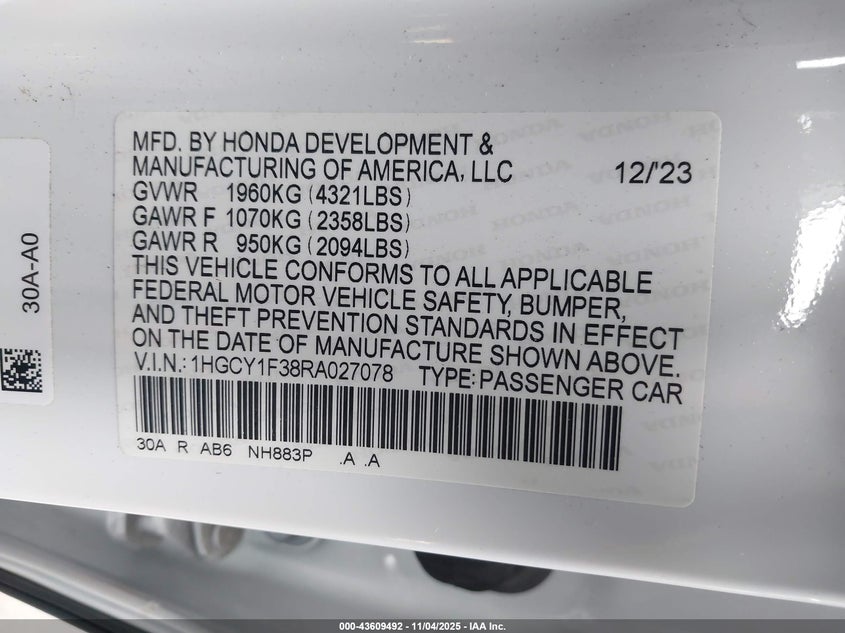 MFD. BY HONDA DEVELOPMENT &
MANUFACTURING OF AMERICA, LLC 12/'23
GVWR 1960KG (4321LBS)
GAWR F 1070KG (2358LBS)
GAWR R 950KG (2094LBS)
THIS VEHICLE CONFORMS TO ALL APPLICABLE
FEDERAL MOTOR VEHICLE SAFETY, BUMPER,
AND THEFT PREVENTION STANDARDS IN EFFECT
ON THE DATE OF MANUFACTURE SHOWN ABOVE.
V.I.N.: 1HGCY1F38RA027078 TYPE: PASSENGER CAR
30A R AB6 NH883P .A .A
30A-A0
000-43609492 - 11/04/2025 - IAA Inc.